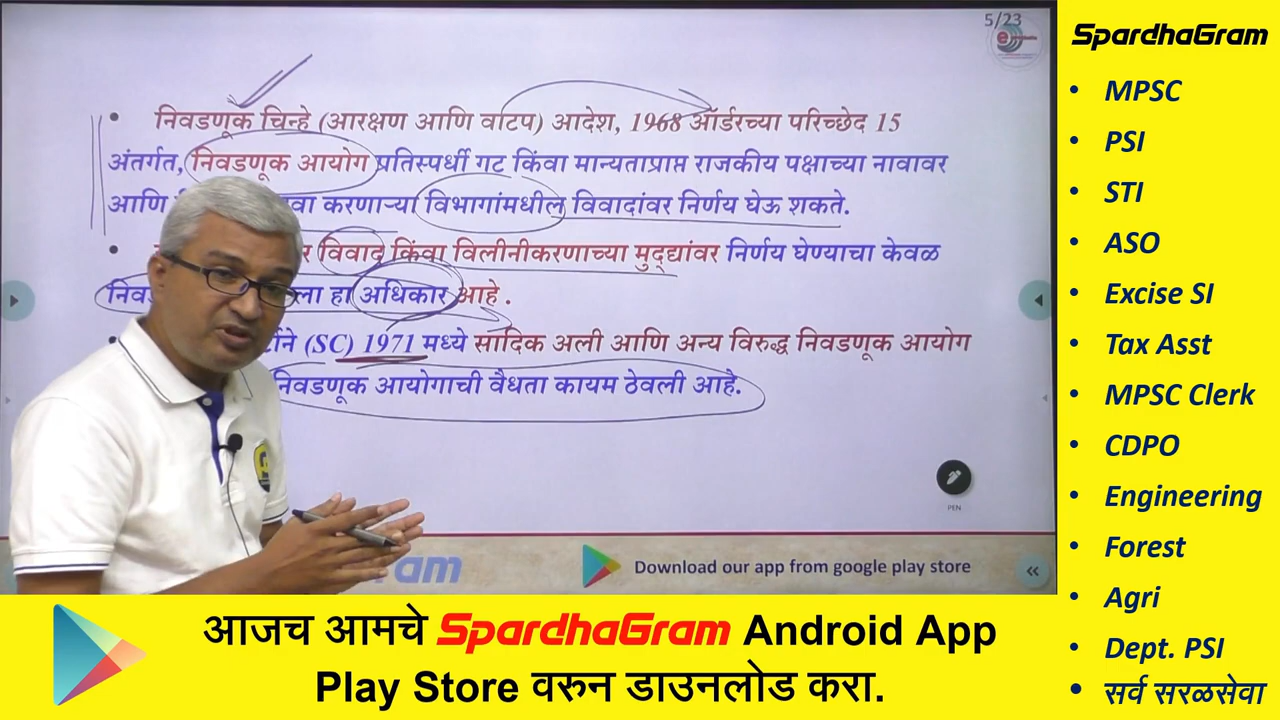 5/23
• निवडणूक चिन्हे (आरक्षण आणि वाटप) आदेश, 1968 ऑर्डरच्या परिच्छेद 15
अंतर्गत, निवडणूक आयोग प्रतिस्पर्धी गट किंवा मान्यताप्राप्त राजकीय पक्षाच्या नावावर
आणि करणाऱ्या विभागांमधील विवादांवर निर्णय घेऊ शकते.
• विवाद किंवा विलीनीकरणाच्या मुद्द्यांवर निर्णय घेण्याचा केवळ
हा अधिकार आहे .
(SC) 1971 मध्ये सादिक अली आणि अन्य विरुद्ध निवडणूक आयोग
निवडणूक आयोगाची वैधता कायम ठेवली आहे.
PEN
Download our app from google play store
आजच आमचे SpardhaGram Android App
Play Store वरुन डाउनलोड करा.
SpardhaGram
• MPSC
• PSI
• STI
• ASO
• Excise SI
• Tax Asst
• MPSC Clerk
• CDPO
• Engineering
• Forest
• Agri
• Dept. PSI
• सर्व सरळसेवा